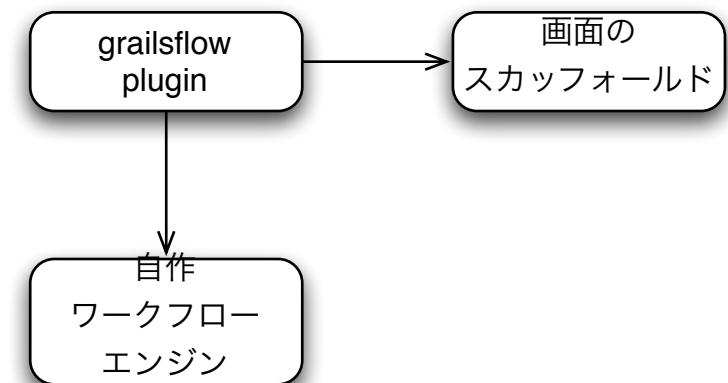 grailsflow
plugin
画面の
スカッフォールド
自作
ワークフロー
エンジン